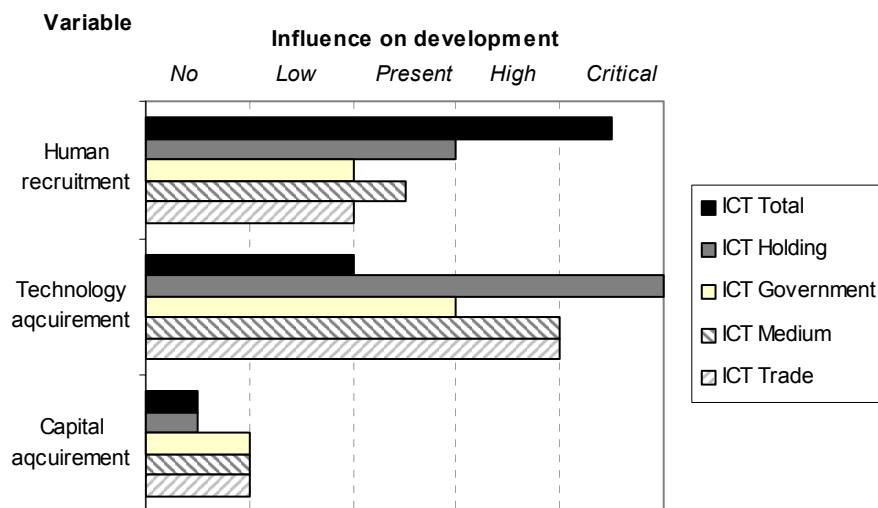 Variable
Influence on development
No Low Present High Critical
Human
recruitment
Technology
aqcuirement
Capital
aqcuirement
ICT Total
ICT Holding
ICT Government
ICT Medium
ICT Trade